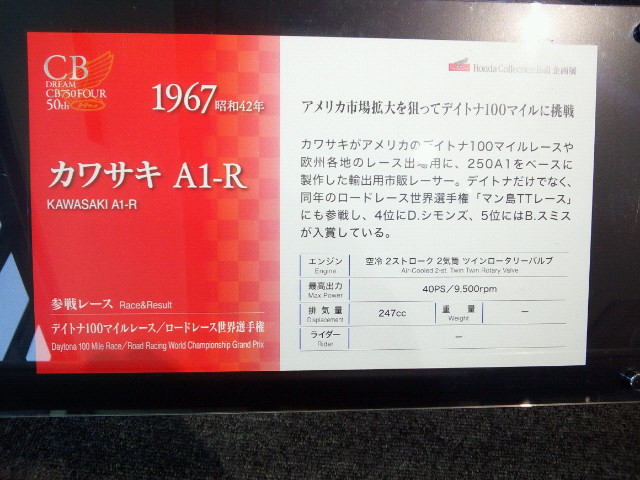 CB
DREAM
CB750FOUR
50th
1967 昭和42年
カワサキ A1-R
KAWASAKI A1-R
参戦レース Race&Result
デイトナ100マイルレース／ロードレース世界選手権
Daytona 100 Mile Race／Road Racing World Championship Grand Prix
Honda Collection Hall 企画展
アメリカ市場拡大を狙ってデイトナ100マイルに挑戦
カワサキがアメリカのデイトナ100マイルレースや
欧州各地のレース出場用に、250A1をベースに
製作した輸出用市販レーサー。デイトナだけでなく、
同年のロードレース世界選手権「マン島TTレース」
にも参戦し、4位にD.シモンズ、5位にはB.スミス
が入賞している。
エンジン 空冷 2ストローク 2気筒 ツインロータリーバルブ
Engine Air-Cooled 2-st. Twin Twin Rotary Valve
最高出力 40PS／9,500rpm
Max Power
排気量 247cc 重量 －
Displacement Weight
ライダー －
Rider